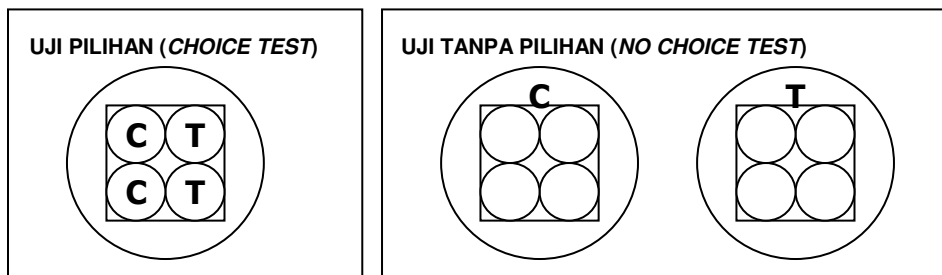 UJI PILIHAN (CHOICE TEST)
C T
C T
UJI TANPA PILIHAN (NO CHOICE TEST)
C
T